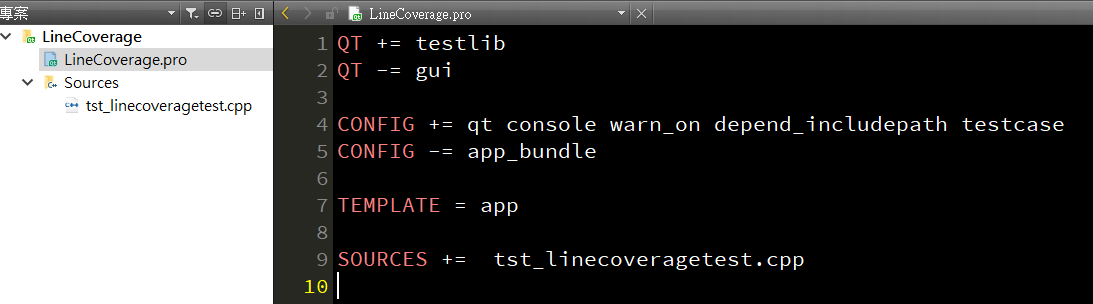 專案
LineCoverage
LineCoverage.pro
Sources
tst_linecoveragetest.cpp
LineCoverage.pro
1 QT += testlib
2 QT -= gui
3
4 CONFIG += qt console warn_on depend_includepath testcase
5 CONFIG -= app_bundle
6
7 TEMPLATE = app
8
9 SOURCES +=  tst_linecoveragetest.cpp
10